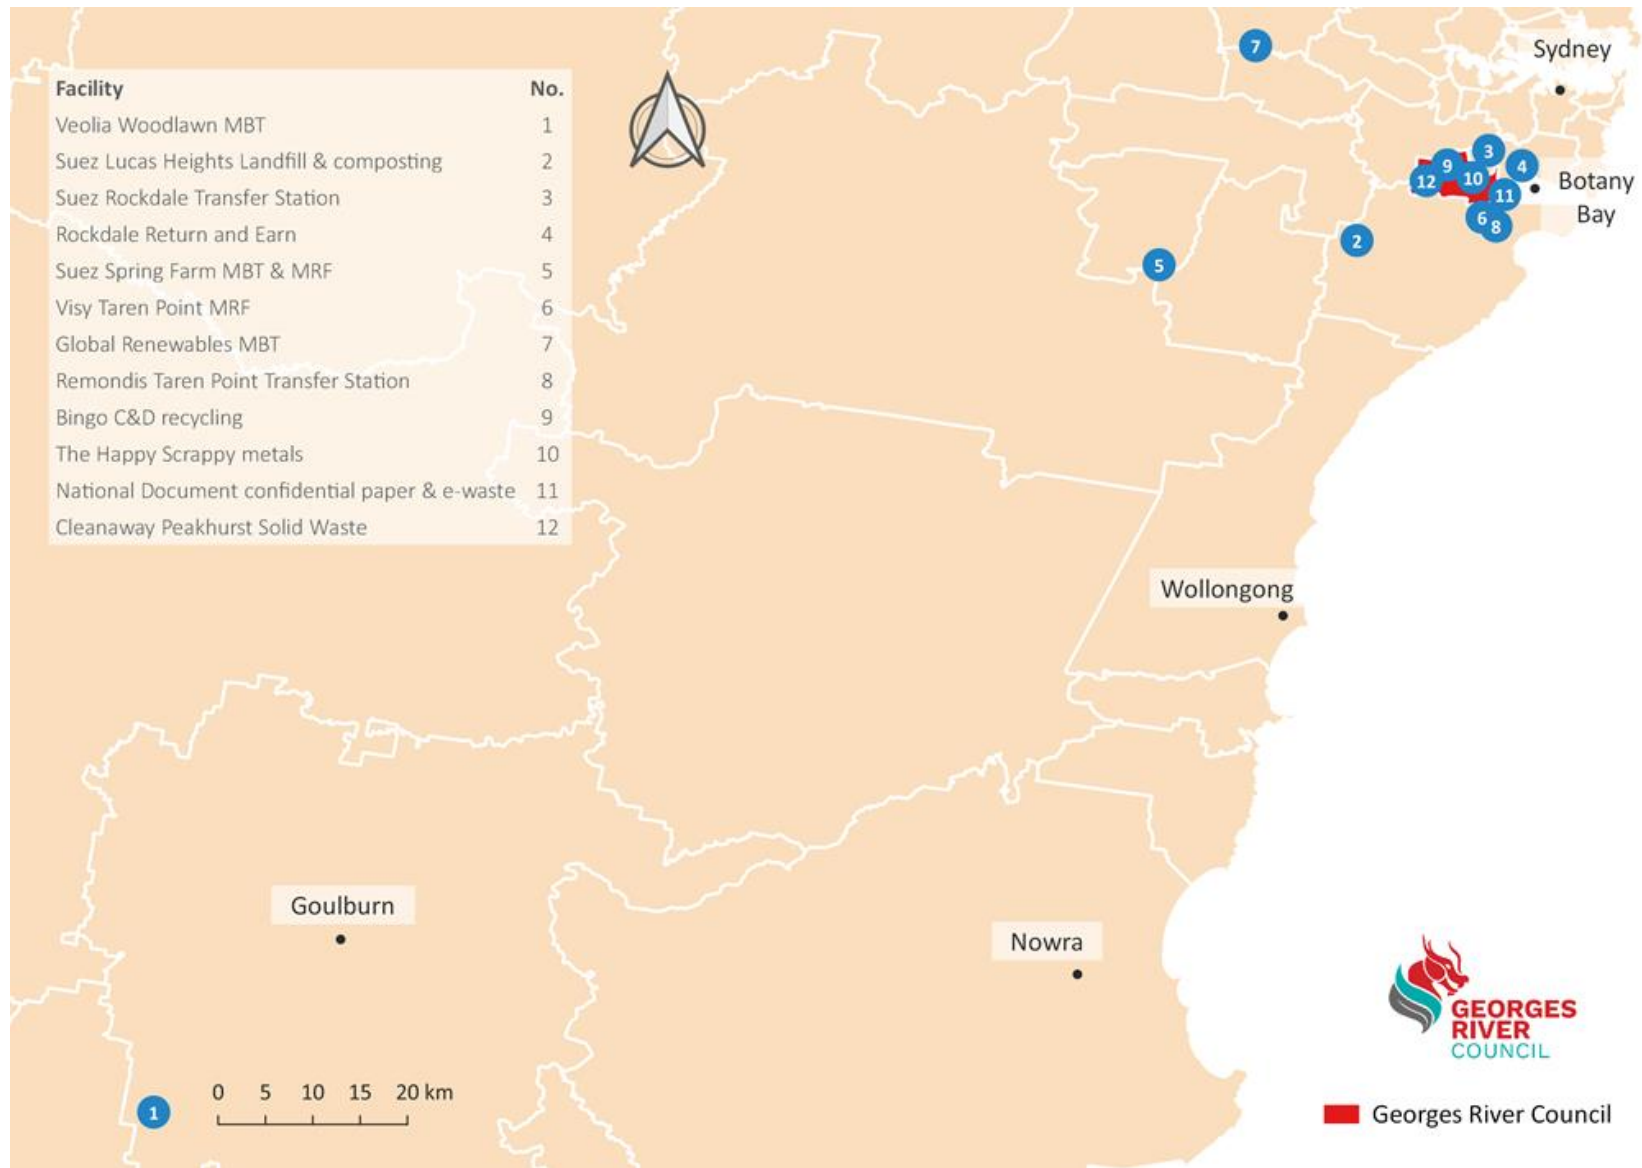 Facility No.
Veolia Woodlawn MBT 1
Suez Lucas Heights Landfill & composting 2
Suez Rockdale Transfer Station 3
Rockdale Return and Earn 4
Suez Spring Farm MBT & MRF 5
Visy Taren Point MRF 6
Global Renewables MBT 7
Remondis Taren Point Transfer Station 8
Bingo C&D recycling 9
The Happy Scrappy metals 10
National Document confidential paper & e-waste 11
Cleanaway Peakhurst Solid Waste 12
7
Sydney
3
9
4
12
10
11
Botany
Bay
6
8
2
5
Wollongong
Goulburn
Nowra
1
0 5 10 15 20 km
GEORGES
RIVER
COUNCIL
Georges River Council